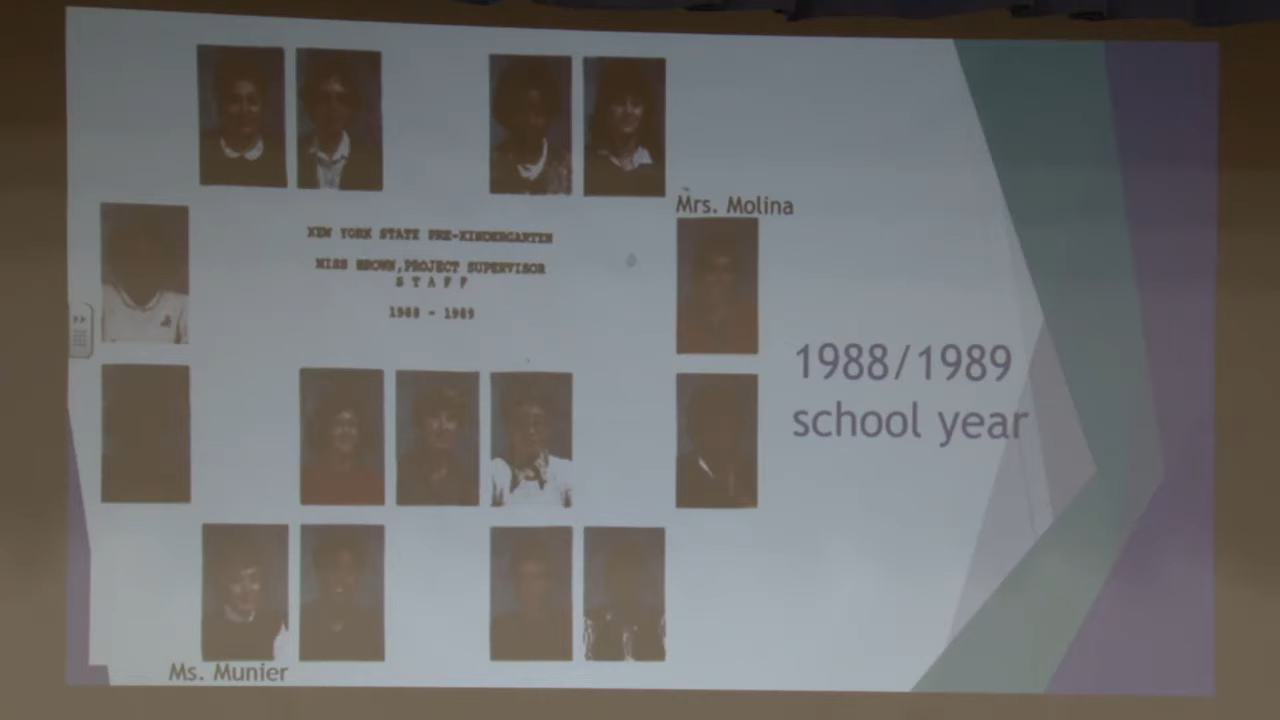 Mrs. Molina
NEW YORK STATE PRE-KINDERGARTEN
MISS BROWN,PROJECT SUPERVISOR
S T A F F
1988 - 1989
1988/1989
school year
Ms. Munier